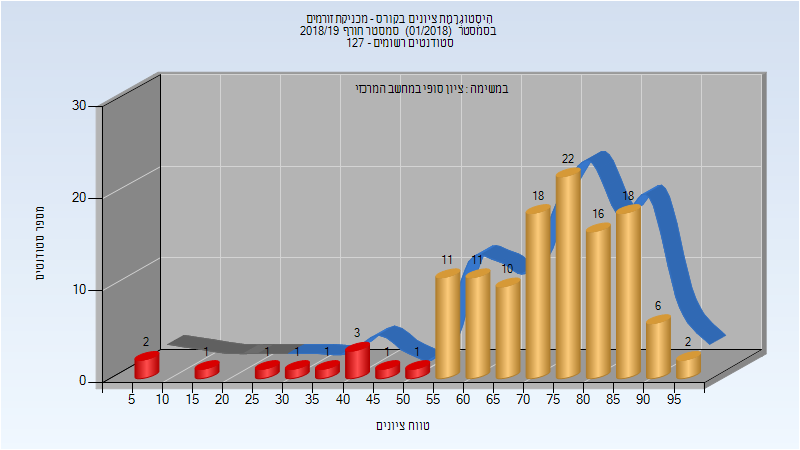 היסטוגרמת ציונים בקורס - מכניקת זורמים
בסמסטר (01/2018) סמסטר חורף 2018/19
סטודנטים רשומים - 127
במשימה : ציון סופי במחשב המרכזי
מספר סטודנטים
30
20
10
0
2 1 1 1 1 3 1 1 11 11 10 18 22 16 18 6 2
5 10 15 20 25 30 35 40 45 50 55 60 65 70 75 80 85 90 95
טווח ציונים